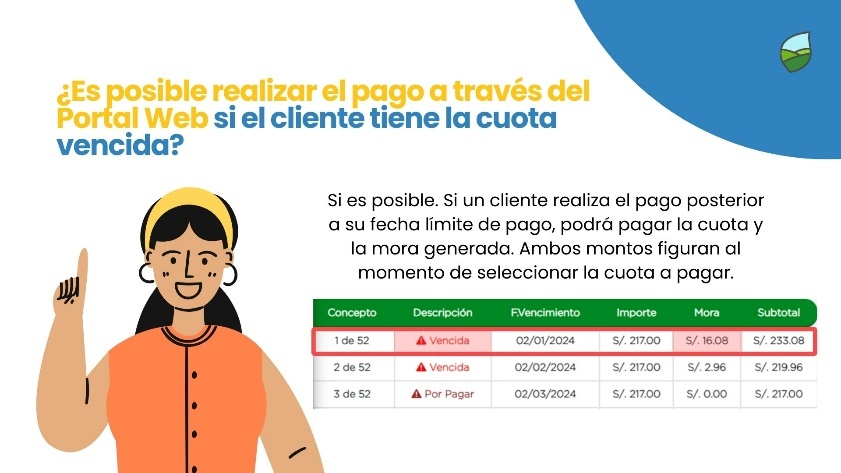 ¿Es posible realizar el pago a través del
Portal Web si el cliente tiene la cuota
vencida?
Si es posible. Si un cliente realiza el pago posterior
a su fecha límite de pago, podrá pagar la cuota y
la mora generada. Ambos montos figuran al
momento de seleccionar la cuota a pagar.
Concepto Descripción F.Vencimiento Importe Mora Subtotal
1 de 52 Vencida 02/01/2024 S/. 217.00 S/. 16.08 S/. 233.08
2 de 52 Vencida 02/02/2024 S/. 217.00 S/. 2.96 S/. 219.96
3 de 52 Por Pagar 02/03/2024 S/. 217.00 S/. 0.00 S/. 217.00